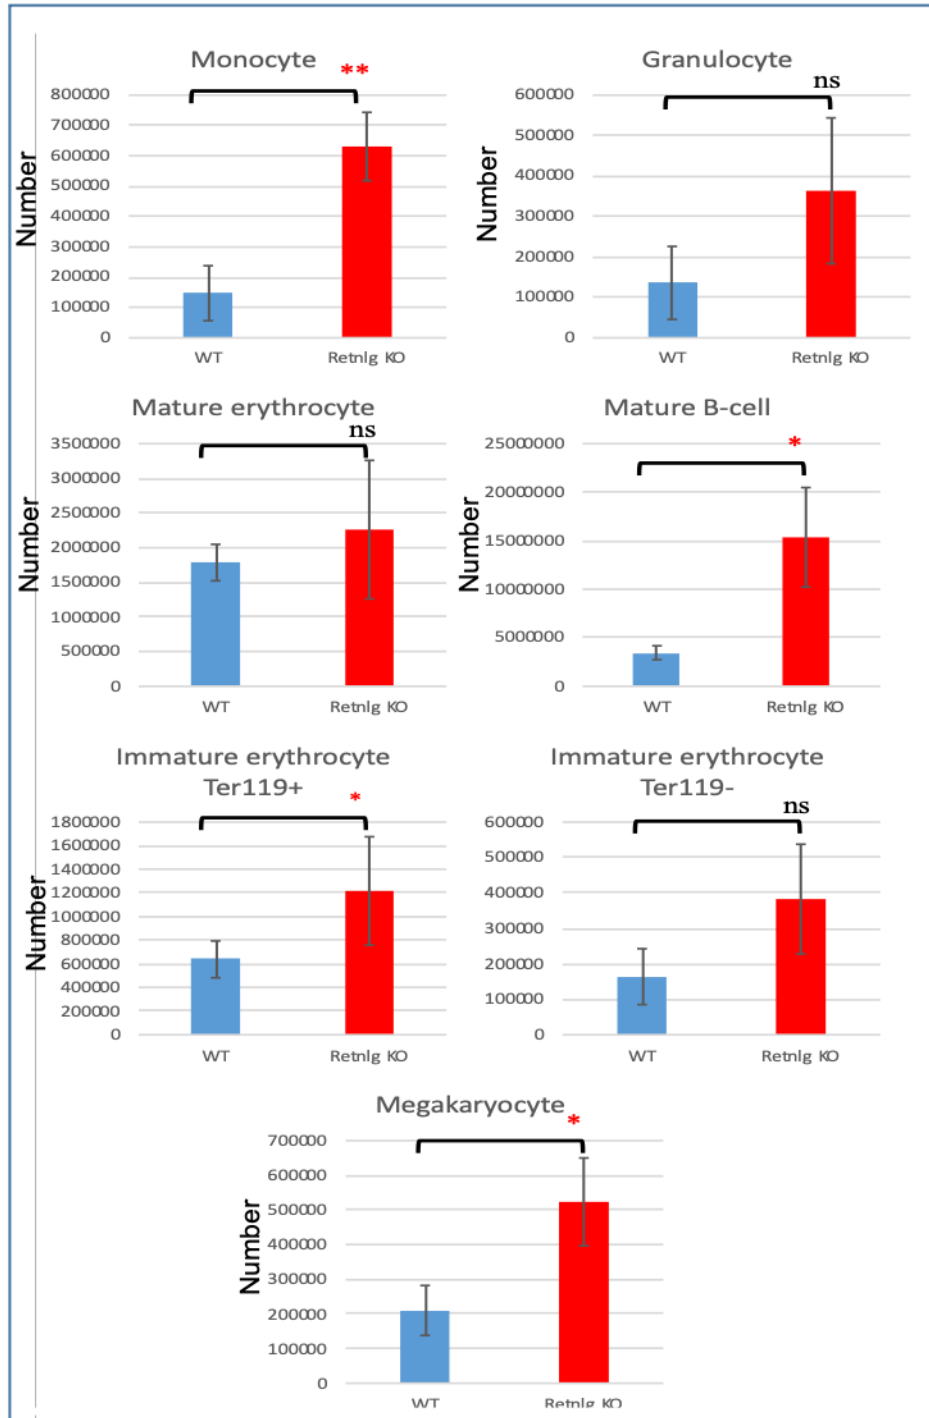 Monocyte
**
Number
800000
700000
600000
500000
400000
300000
200000
100000
0
WT
Retnlg KO
Granulocyte
ns
Number
600000
500000
400000
300000
200000
100000
0
WT
Retnlg KO
Mature erythrocyte
ns
Number
3500000
3000000
2500000
2000000
1500000
1000000
500000
0
WT
Retnlg KO
Mature B-cell
*
Number
25000000
20000000
15000000
10000000
5000000
0
WT
Retnlg KO
Immature erythrocyte
Ter119+
*
Number
1800000
1600000
1400000
1200000
1000000
800000
600000
400000
200000
0
WT
Retnlg KO
Immature erythrocyte
Ter119-
ns
600000
500000
400000
300000
200000
100000
0
WT
Retnlg KO
Megakaryocyte
*
Number
700000
600000
500000
400000
300000
200000
100000
0
WT
Retnlg KO